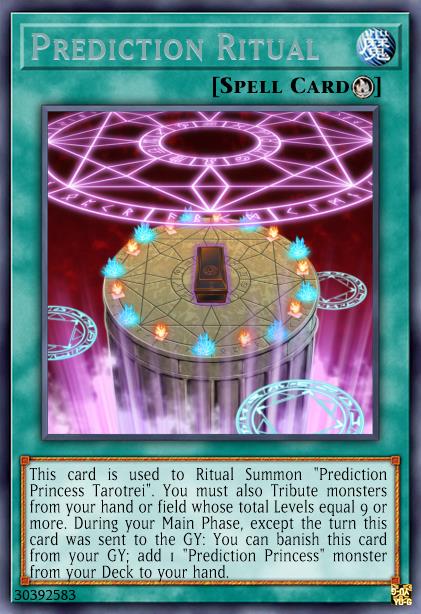 PREDICTION RITUAL
魔
[SPELL CARD]
This card is used to Ritual Summon "Prediction
Princess Tarotrei". You must also Tribute monsters
from your hand or field whose total Levels equal 9 or
more. During your Main Phase, except the turn this
card was sent to the GY: You can banish this card
from your GY; add 1 "Prediction Princess" monster
from your Deck to your hand.
30392583